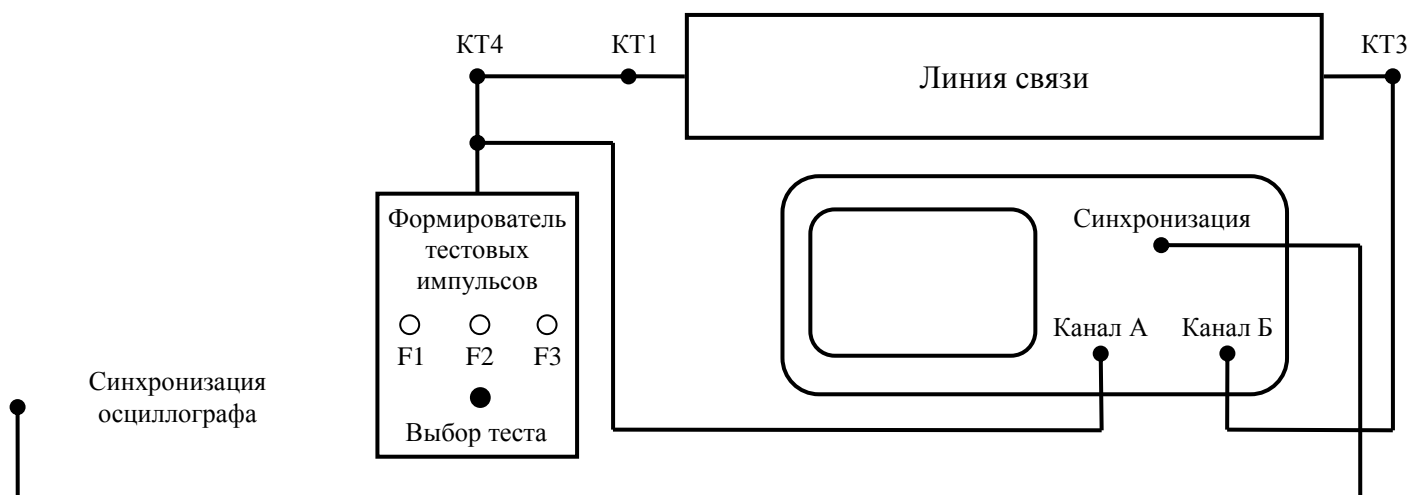 КТ4
КТ1
КТ3
Линия связи
Формирователь
тестовых
импульсов
F1
F2
F3
Выбор теста
Синхронизация
Канал А
Канал Б
Синхронизация
осциллографа